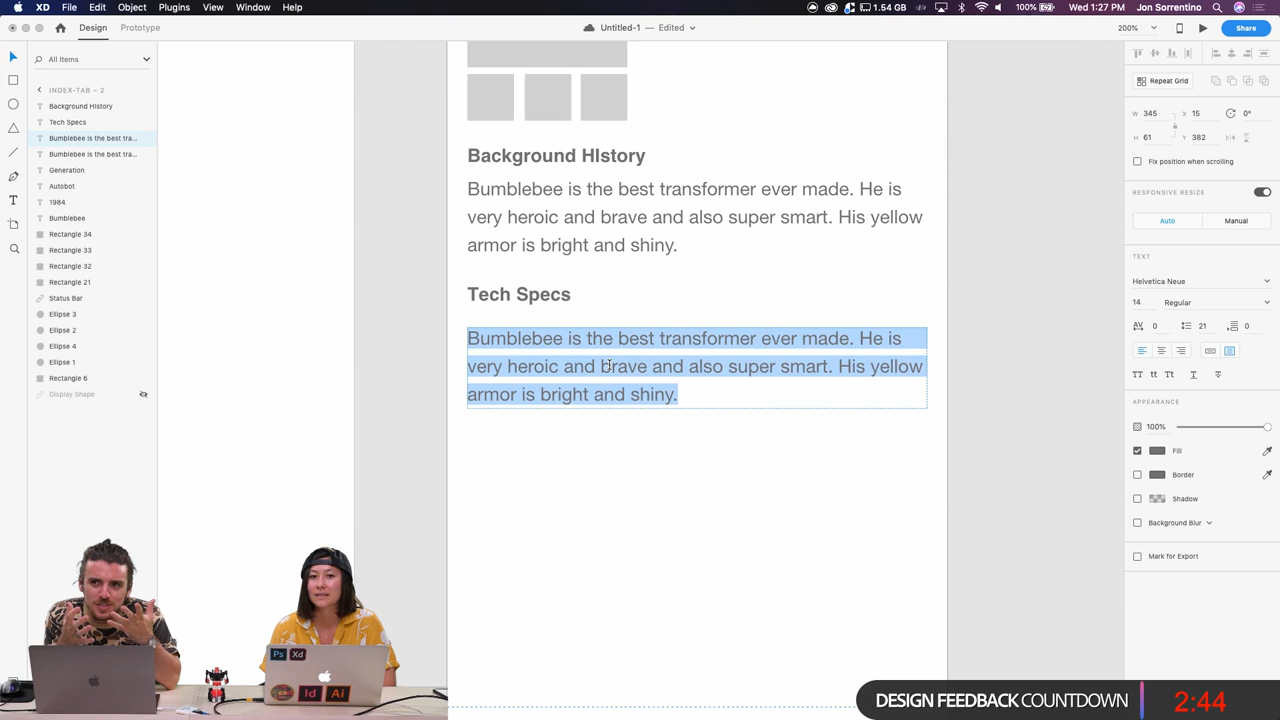 XD File Edit Object Plugins View Window Help
1.54 GB 100% Wed 1:27 PM Jon Sorrentino
Design Prototype
Untitled-1 — Edited
200%
Share
All Items
INDEX-TAB – 2
Background HIstory
Tech Specs
Bumblebee is the best tra...
Bumblebee is the best tra...
Generation
Autobot
1984
Bumblebee
Rectangle 34
Rectangle 33
Rectangle 32
Rectangle 21
Status Bar
Ellipse 3
Ellipse 2
Ellipse 4
Ellipse 1
Rectangle 6
Display Shape
Background HIstory
Bumblebee is the best transformer ever made. He is
very heroic and brave and also super smart. His yellow
armor is bright and shiny.
Tech Specs
Bumblebee is the best transformer ever made. He is
very heroic and brave and also super smart. His yellow
armor is bright and shiny.
Repeat Grid
W 345 X 15 0°
H 61 Y 382
Fix position when scrolling
RESPONSIVE RESIZE
Auto Manual
TEXT
Helvetica Neue
14 Regular
AV 0 21 0
TT tt Tt T T
APPEARANCE
100%
Fill
Border
Shadow
Background Blur
Mark for Export
Ps Xd
Id Ai
DESIGN FEEDBACK COUNTDOWN 2:44